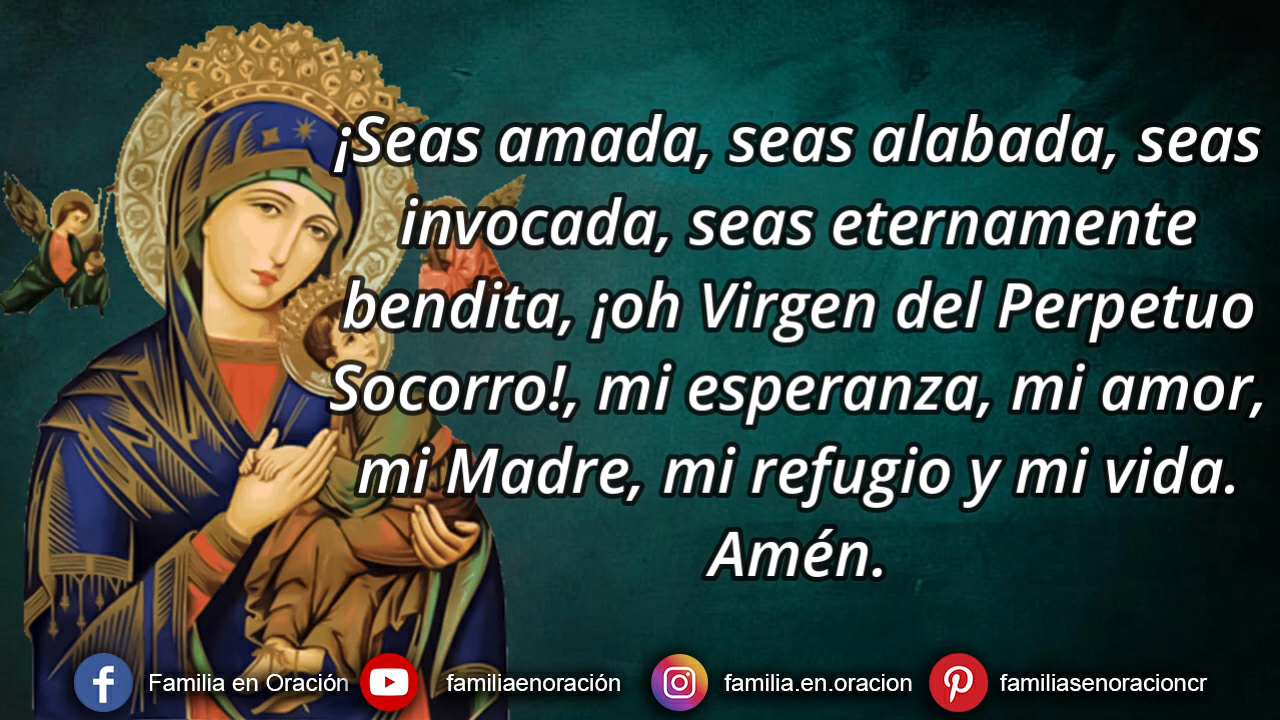 ¡Seas amada, seas alabada, seas
invocada, seas eternamente
bendita, ¡oh Virgen del Perpetuo
Socorro!, mi esperanza, mi amor,
mi Madre, mi refugio y mi vida.
Amén.
Familia en Oración familiaenoración familia.en.oracion familiasenoracioncr